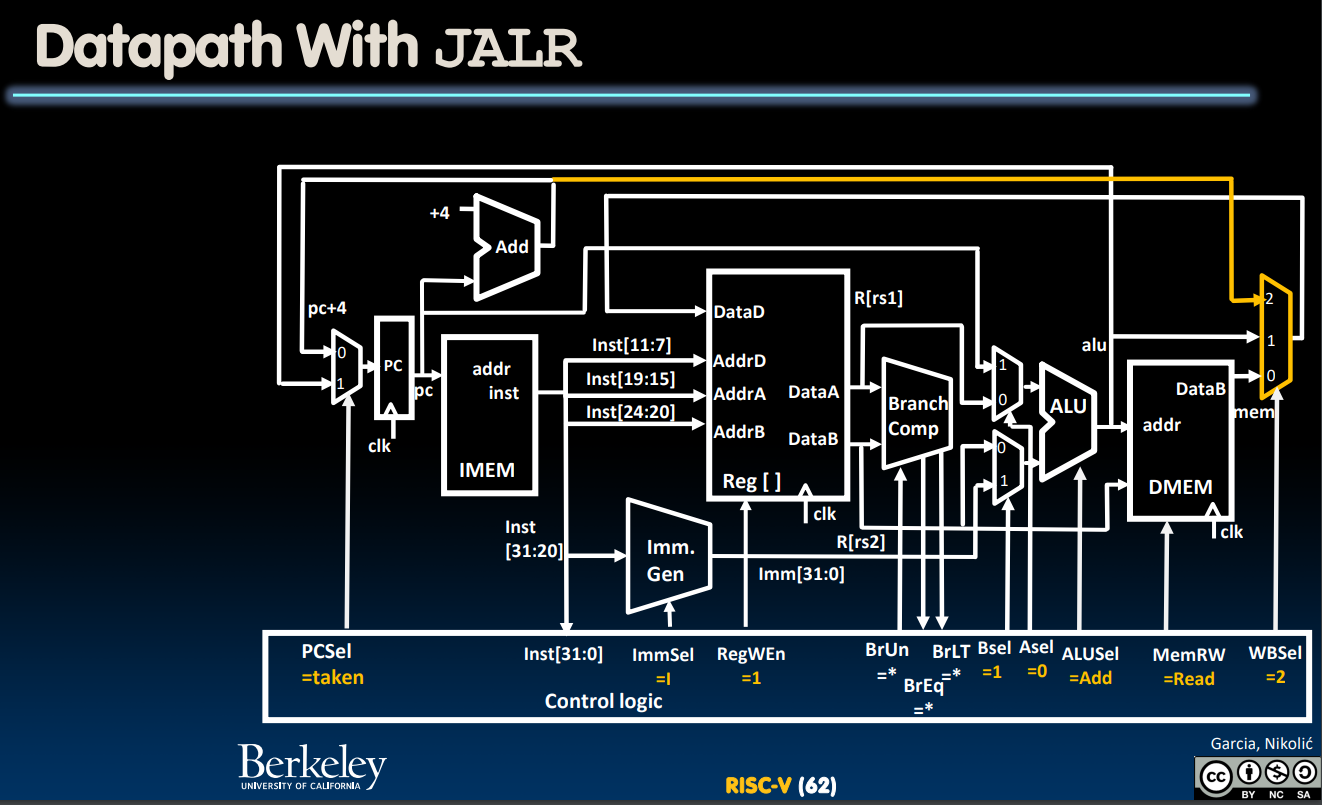 Datapath With JALR
+4
Add
pc+4
0
1
PC
pc
clk
addr
inst
IMEM
Inst[11:7]
Inst[19:15]
Inst[24:20]
DataD
AddrD
AddrA
AddrB
DataA
DataB
Reg [ ]
clk
R[rs1]
R[rs2]
Branch
Comp
1
0
0
1
ALU
alu
addr
DataB
DMEM
clk
mem
2
1
0
Inst
[31:20]
Imm.
Gen
Imm[31:0]
PCSel
=taken
Inst[31:0]
ImmSel
=I
RegWEn
=1
BrUn
=*
BrEq
=*
BrLT
=*
Bsel
=1
Asel
=0
ALUSel
=Add
MemRW
=Read
WBSel
=2
Control logic
Berkeley
UNIVERSITY OF CALIFORNIA
RISC-V (62)
Garcia, Nikolić
cc
BY NC SA